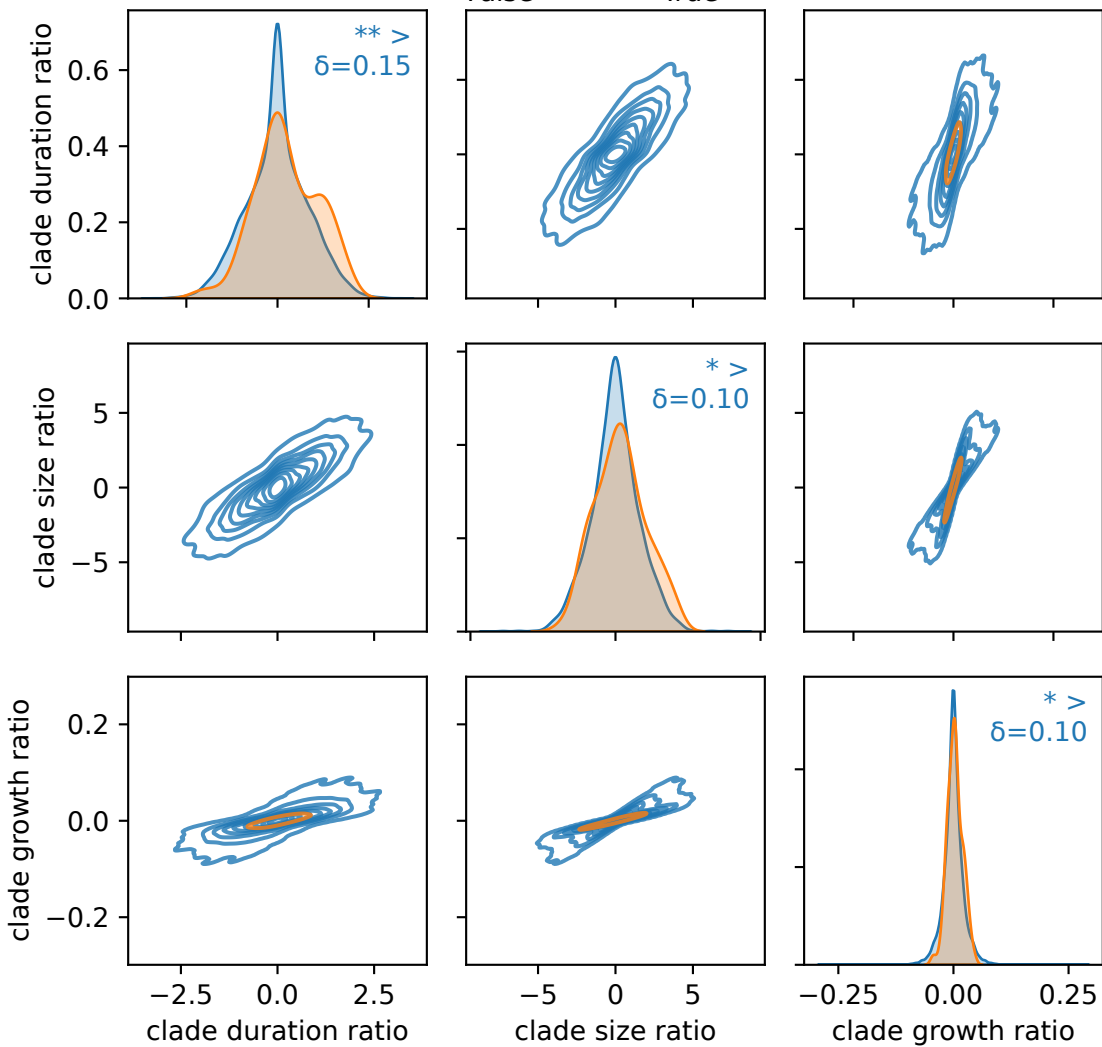 ** >
δ=0.15
clade duration ratio
0.6
0.4
0.2
0.0
* >
δ=0.10
clade size ratio
5
0
−5
* >
δ=0.10
clade growth ratio
0.2
0.0
−0.2
−2.5 0.0 2.5 −5 0 5 −0.25 0.00 0.25
clade duration ratio clade size ratio clade growth ratio